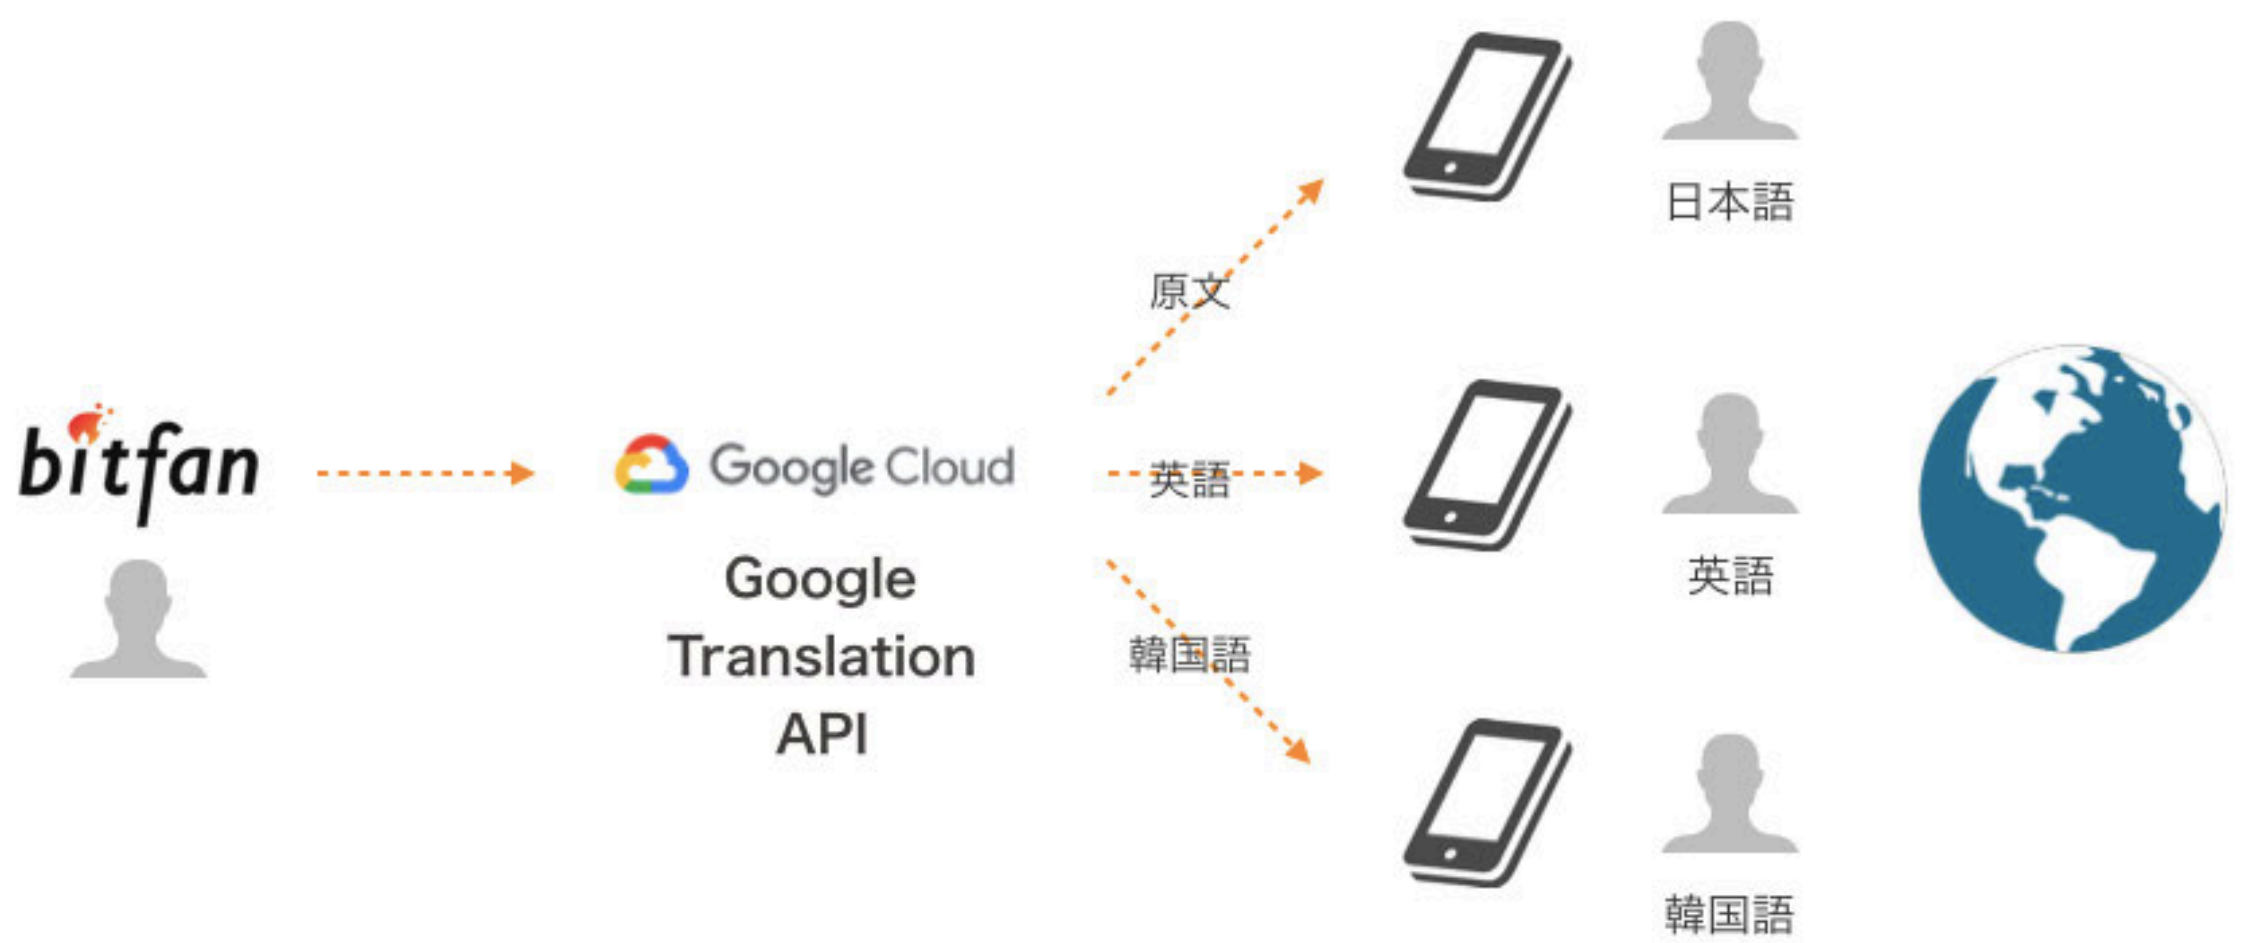 bitfan
Google Cloud
Google
Translation
API
原文
英語
韓国語
日本語
英語
韓国語